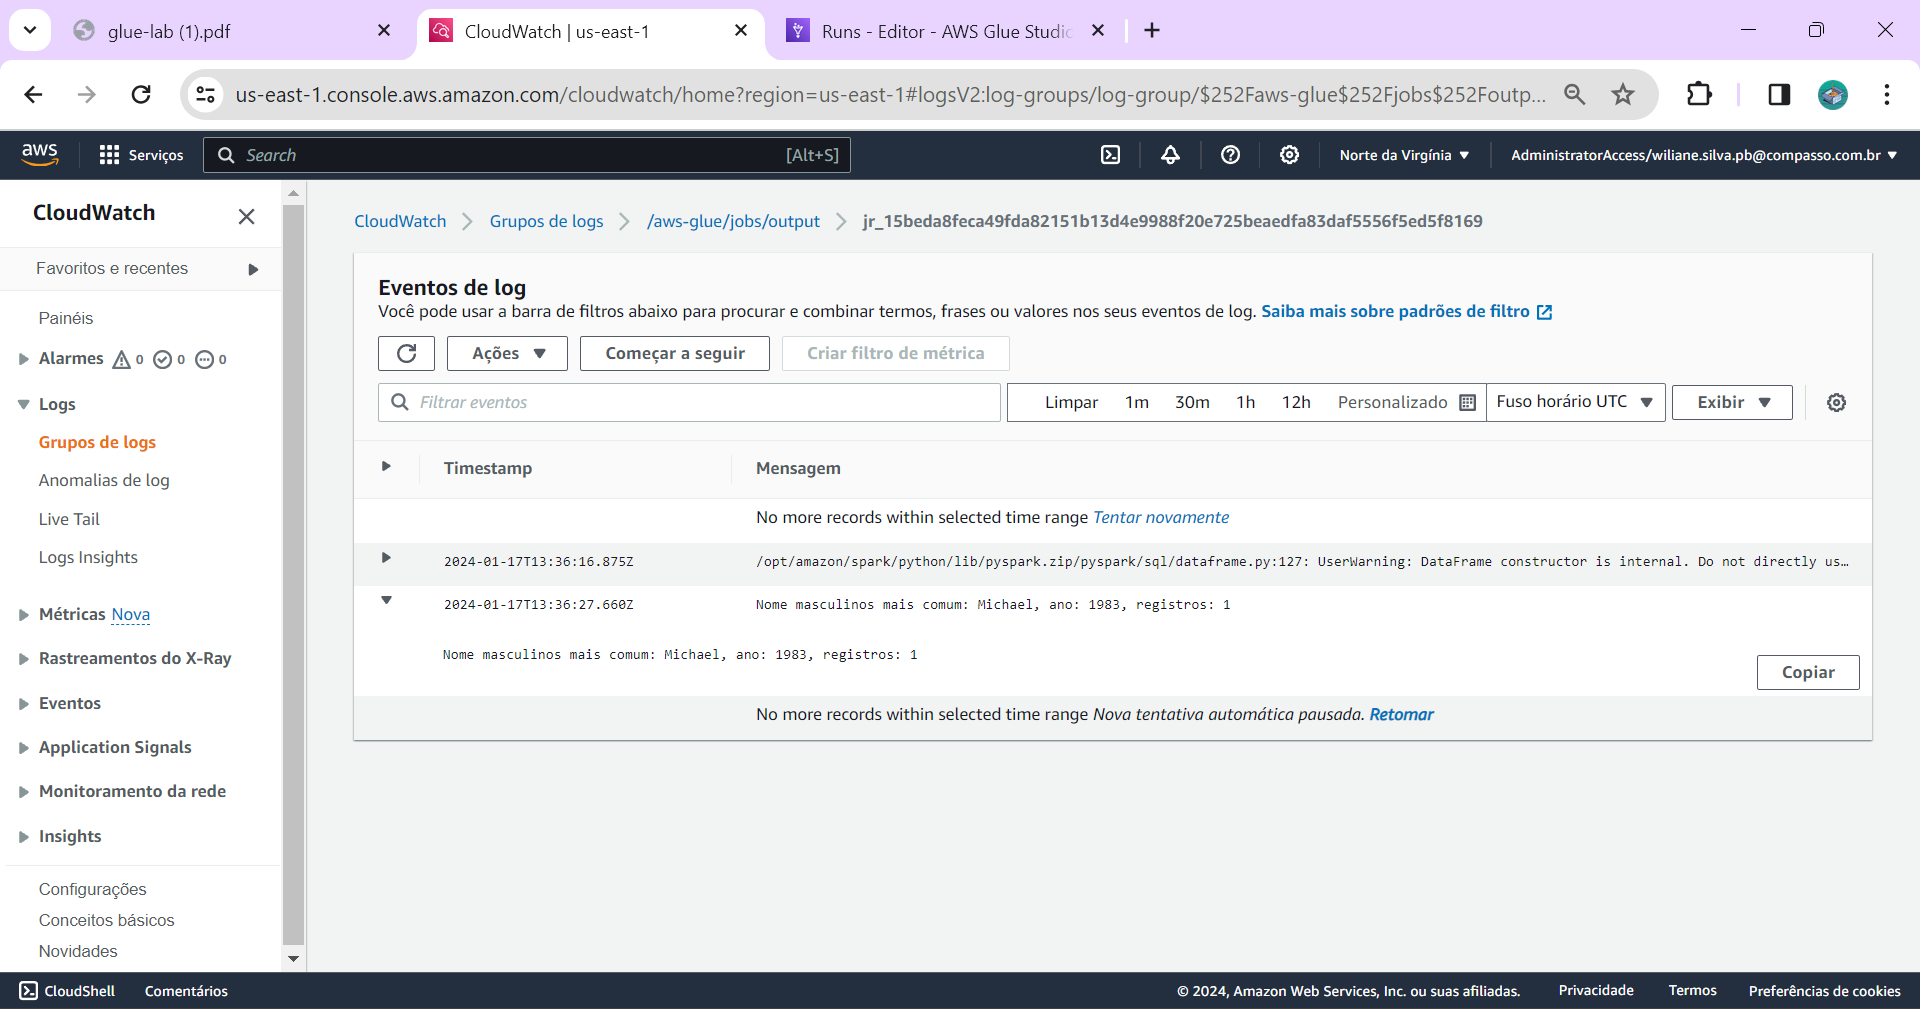 glue-lab (1).pdf
CloudWatch | us-east-1
Runs - Editor - AWS Glue Studio
us-east-1.console.aws.amazon.com/cloudwatch/home?region=us-east-1#logsV2:log-groups/log-group/$252Faws-glue$252Fjobs$252Foutp...
aws
Serviços
Search
[Alt+S]
Norte da Virgínia
AdministratorAccess/wiliane.silva.pb@compasso.com.br
CloudWatch
Favoritos e recentes
Painéis
Alarmes 0 0 0
Logs
Grupos de logs
Anomalias de log
Live Tail
Logs Insights
Métricas Nova
Rastreamentos do X-Ray
Eventos
Application Signals
Monitoramento da rede
Insights
Configurações
Conceitos básicos
Novidades
CloudWatch
Grupos de logs
/aws-glue/jobs/output
jr_15beda8feca49fda82151b13d4e9988f20e725beaedfa83daf5556f5ed5f8169
Eventos de log
Você pode usar a barra de filtros abaixo para procurar e combinar termos, frases ou valores nos seus eventos de log. Saiba mais sobre padrões de filtro
Ações
Começar a seguir
Criar filtro de métrica
Filtrar eventos
Limpar 1m 30m 1h 12h Personalizado
Fuso horário UTC
Exibir
Timestamp
Mensagem
No more records within selected time range Tentar novamente
2024-01-17T13:36:16.875Z
/opt/amazon/spark/python/lib/pyspark.zip/pyspark/sql/dataframe.py:127: UserWarning: DataFrame constructor is internal. Do not directly us…
2024-01-17T13:36:27.660Z
Nome masculinos mais comum: Michael, ano: 1983, registros: 1
Nome masculinos mais comum: Michael, ano: 1983, registros: 1
Copiar
No more records within selected time range Nova tentativa automática pausada. Retomar
CloudShell
Comentários
© 2024, Amazon Web Services, Inc. ou suas afiliadas.
Privacidade
Termos
Preferências de cookies